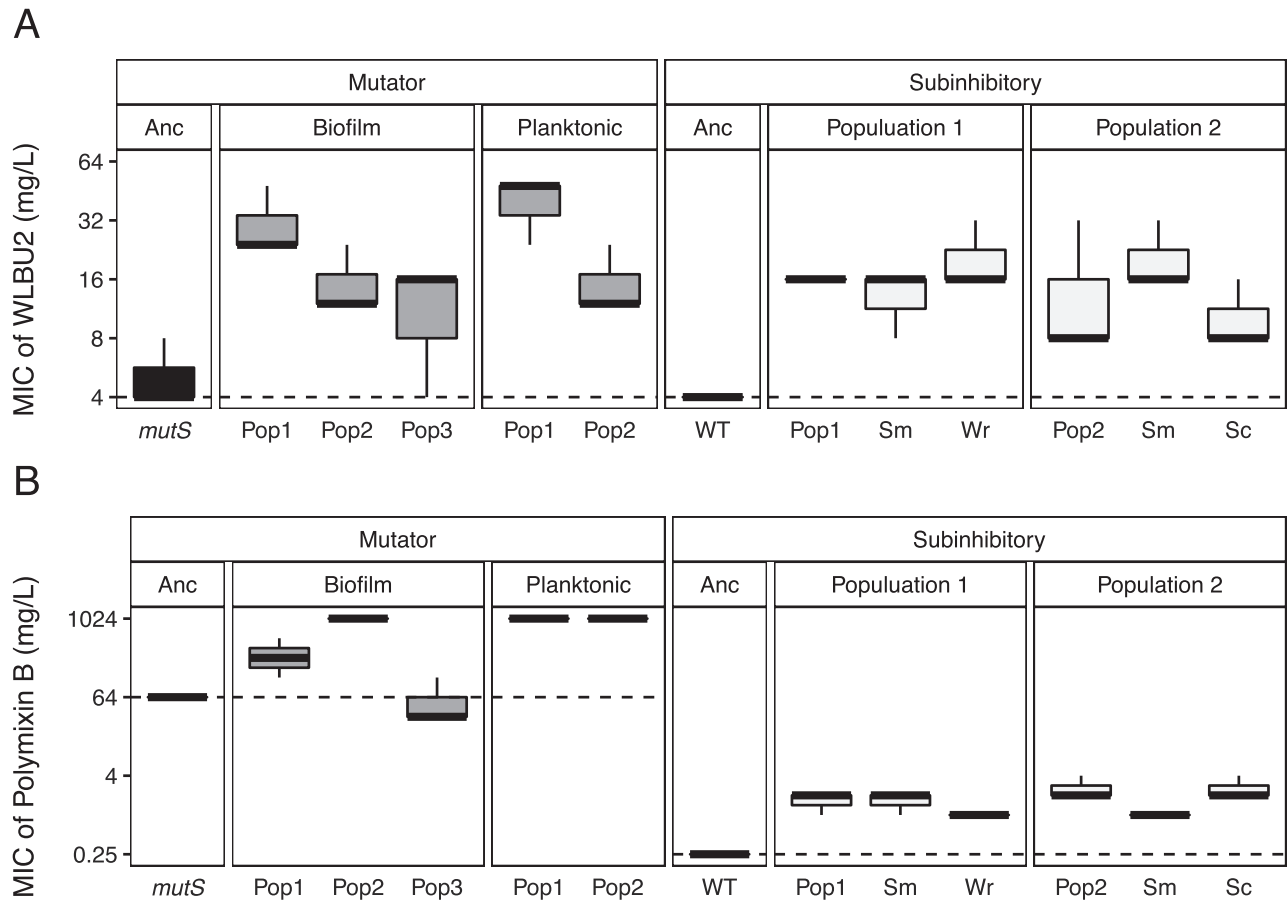 A
Mutator Subinhibitory
Anc Biofilm Planktonic Anc Populuation 1 Population 2
MIC of WLBU2 (mg/L)
64
32
16
8
4
mutS Pop1 Pop2 Pop3 Pop1 Pop2 WT Pop1 Sm Wr Pop2 Sm Sc
B
Mutator Subinhibitory
Anc Biofilm Planktonic Anc Populuation 1 Population 2
MIC of Polymixin B (mg/L)
1024
64
4
0.25
mutS Pop1 Pop2 Pop3 Pop1 Pop2 WT Pop1 Sm Wr Pop2 Sm Sc